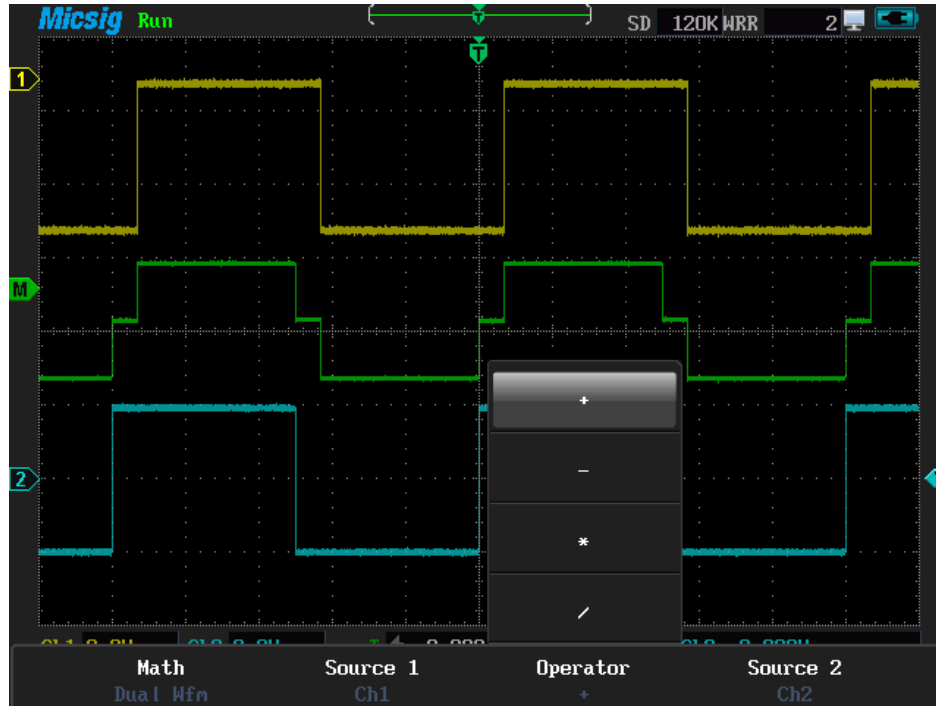 Micsig Run SD 120K WRR 2
T
T
1
M
2
+
−
*
/
Math Source 1 Operator Source 2
Dual Wfm Ch1 + Ch2